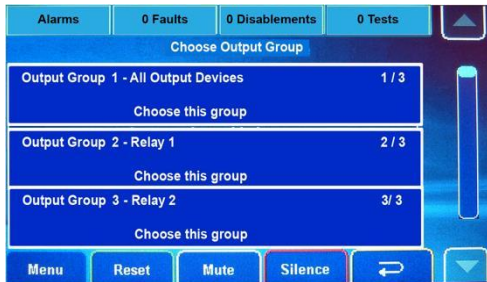 Alarms 0 Faults 0 Disablements 0 Tests
Choose Output Group
Output Group 1 - All Output Devices 1 / 3
Choose this group
Output Group 2 - Relay 1 2 / 3
Choose this group
Output Group 3 - Relay 2 3/ 3
Choose this group
Menu Reset Mute Silence